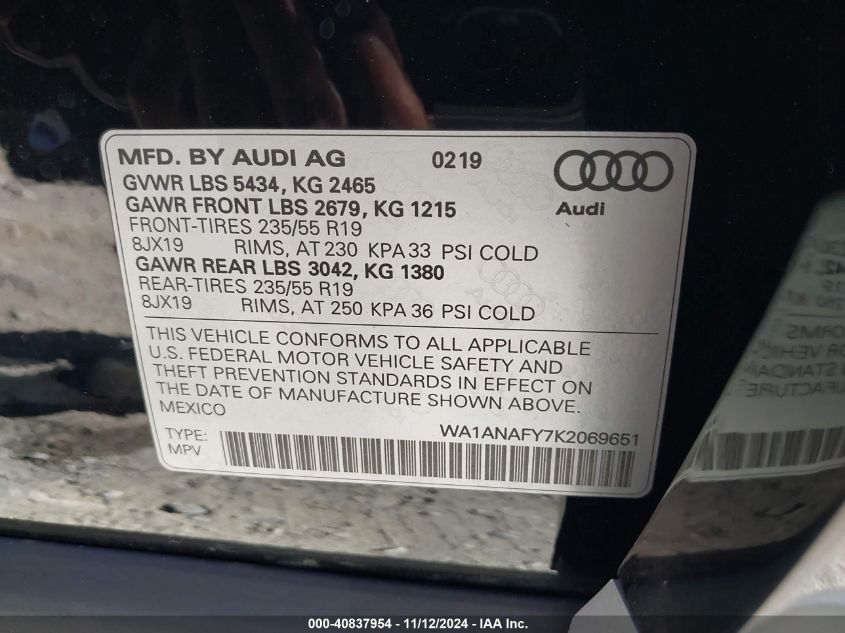 MFD. BY AUDI AG 0219
GVWR LBS 5434, KG 2465
GAWR FRONT LBS 2679, KG 1215
Audi
FRONT-TIRES 235/55 R19
8JX19 RIMS, AT 230 KPA 33 PSI COLD
GAWR REAR LBS 3042, KG 1380
REAR-TIRES 235/55 R19
8JX19 RIMS, AT 250 KPA 36 PSI COLD
THIS VEHICLE CONFORMS TO ALL APPLICABLE
U.S. FEDERAL MOTOR VEHICLE SAFETY AND
THEFT PREVENTION STANDARDS IN EFFECT ON
THE DATE OF MANUFACTURE SHOWN ABOVE.
MEXICO
WA1ANAFY7K2069651
TYPE:
MPV
000-40837954 - 11/12/2024 - IAA Inc.